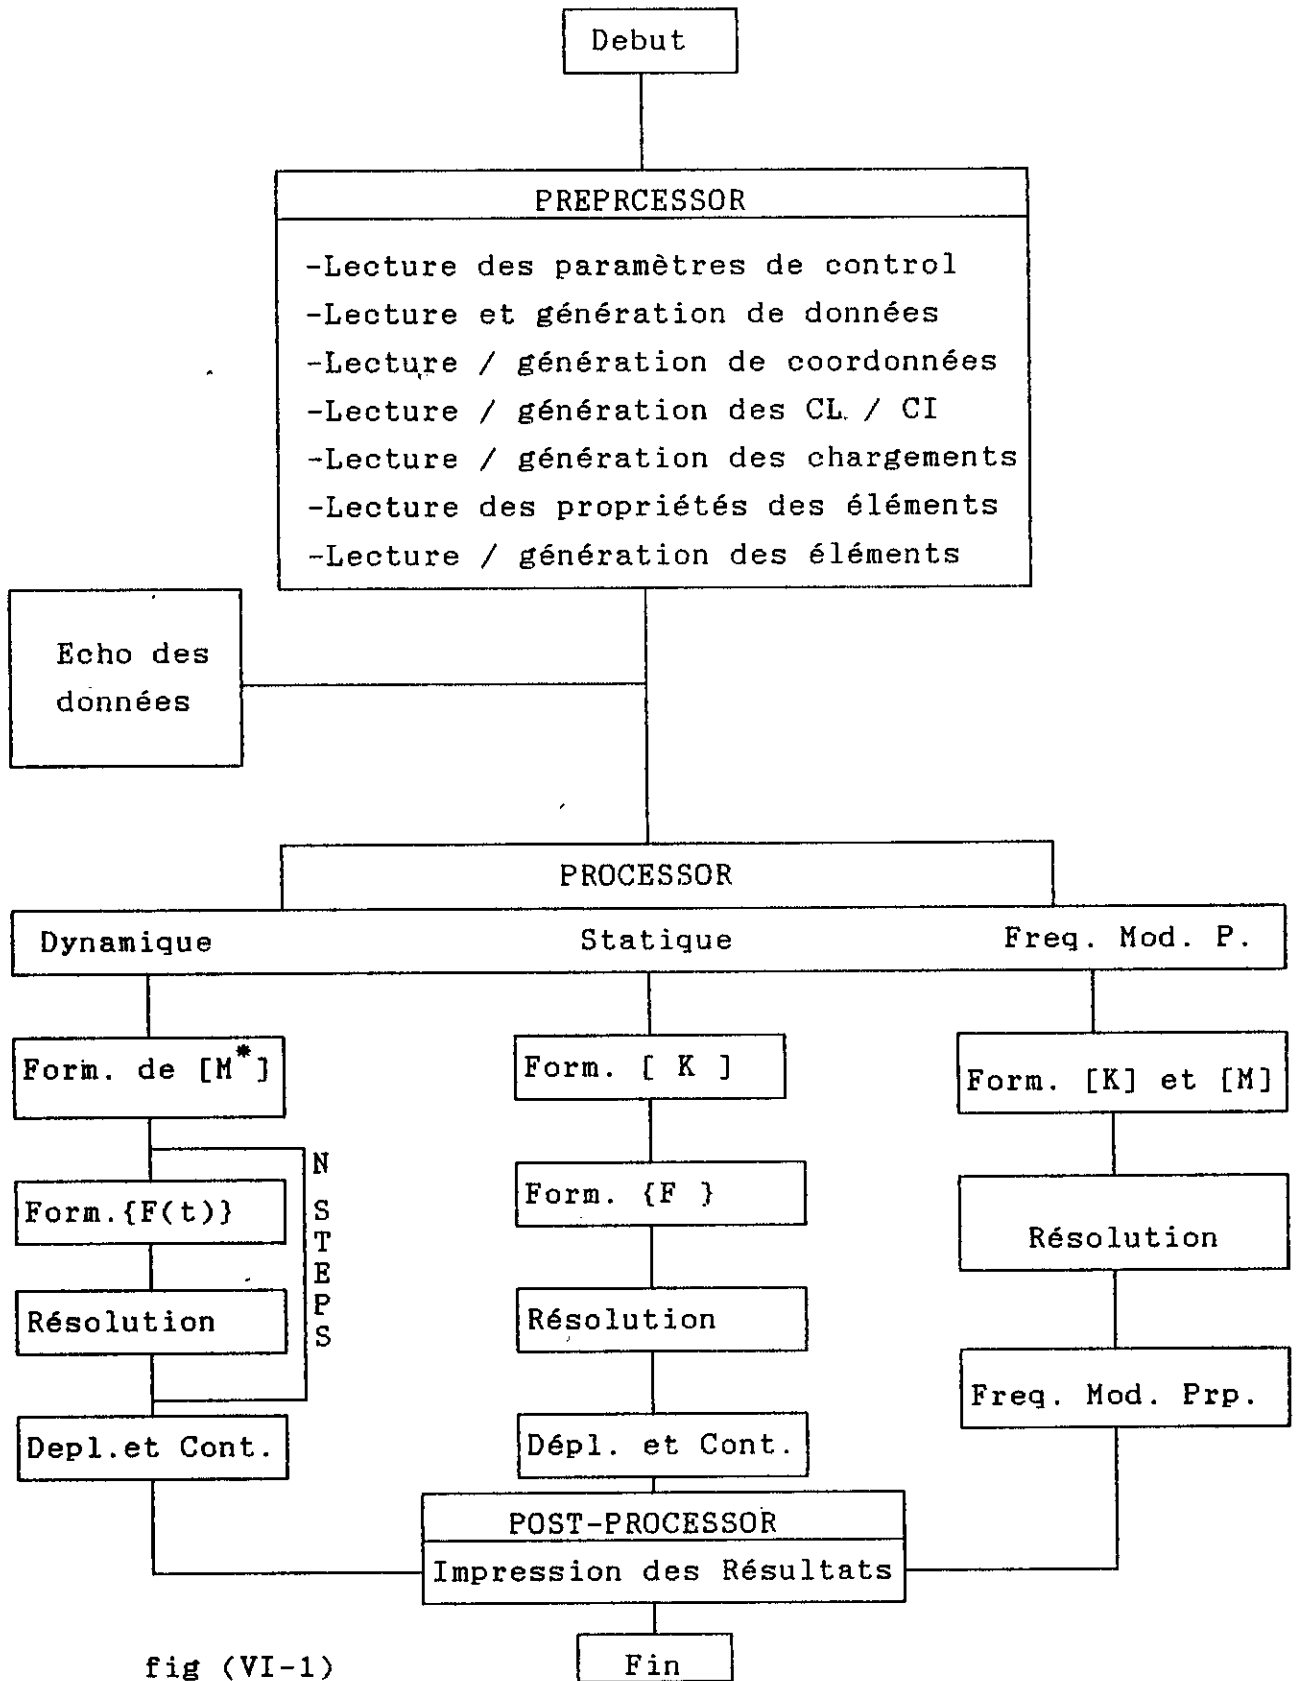 Debut
PREPRCESSOR
-Lecture des paramètres de control
-Lecture et génération de données
-Lecture / génération de coordonnées
-Lecture / génération des CL / CI
-Lecture / génération des chargements
-Lecture des propriétés des éléments
-Lecture / génération des éléments
Echo des
données
PROCESSOR
Dynamique
Statique
Freq. Mod. P.
Form. de [M*]
Form.{F(t)}
Résolution
N STEPS
Depl.et Cont.
Form. [ K ]
Form. {F }
Résolution
Dépl. et Cont.
Form. [K] et [M]
Résolution
Freq. Mod. Prp.
POST-PROCESSOR
Impression des Résultats
Fin
fig (VI-1)